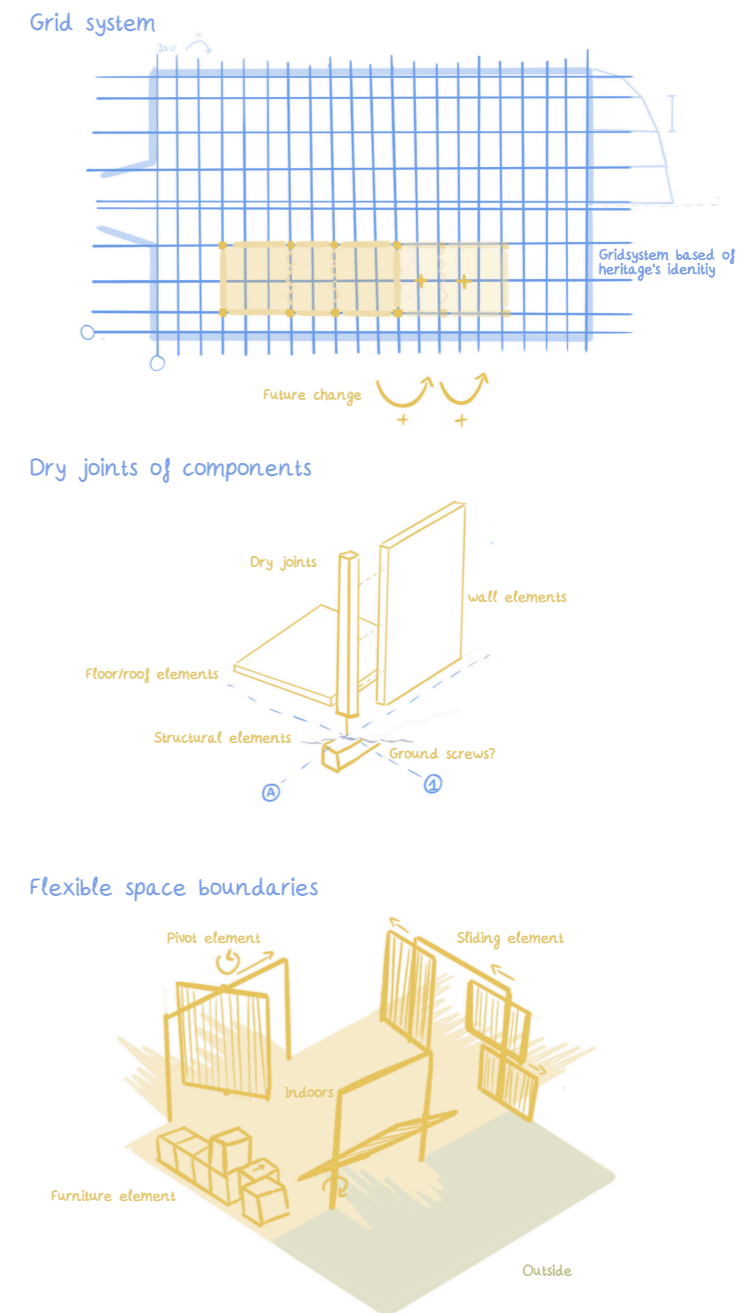 Grid system
Gridsystem based of
heritage's idenitiy
+ +
Future change
+ +
Dry joints of components
Dry joints
wall elements
Floor/roof elements
Structural elements
Ground screws?
A
1
Flexible space boundaries
Pivot element
Sliding element
Indoors
Furniture element
Outside